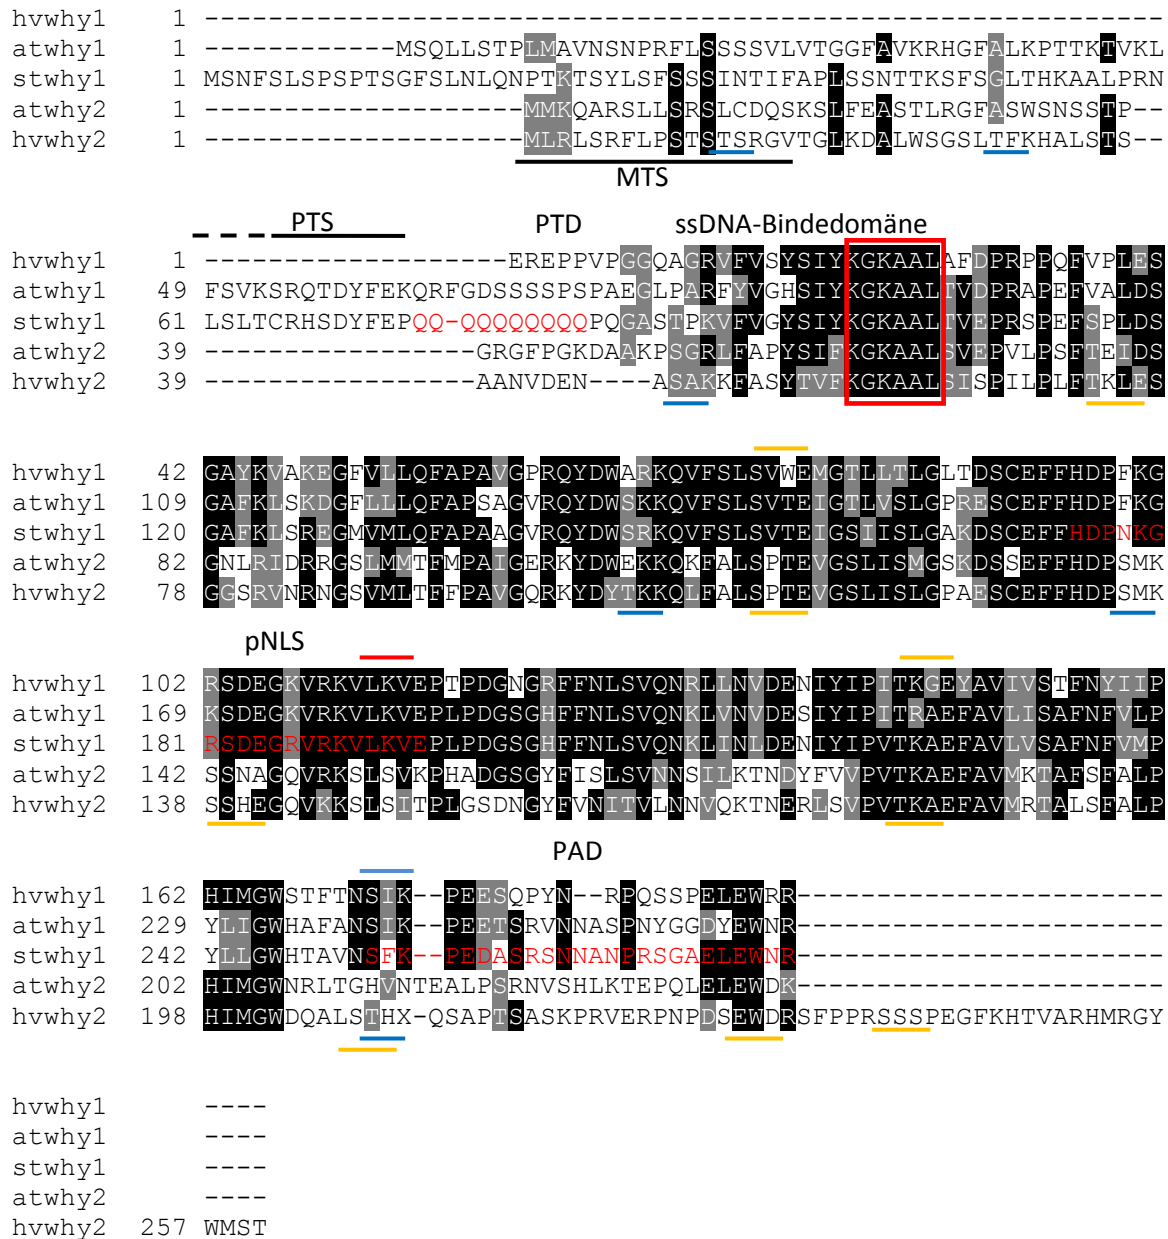 hvwhy1 1 -------------------------------------------------------------
atwhy1 1 ------------MSQLLSTPLMAVNSNPRFLSSSSVLVTGGFAVKRHGFALKPTTKTVKL
stwhy1 1 MSNFSLSPSPTSGFSLNLQNPTKTSYLSFSSSINTIFAPLSSNTTKSFSGLTHKAALPRN
atwhy2 1 --------------------MMKQARSLLSRSLCDQSKSLFEASTLRGFASWSNSSTP--
hvwhy2 1 --------------------MLRLSRFLPSTSTSRGVTGLKDALWSGSLTFKHALSTS--
MTS
PTS PTD ssDNA-Bindedomäne
hvwhy1 1 -------------------EREPPVPGGQAGRVFVSYSIYKGKAALAFDPRPPQFVPLES
atwhy1 49 FSVKSRQTDYFEKQRFGDSSSSPSPAEGLPARFYVGHSIYKGKAALTVDPRAPEFVALDS
stwhy1 61 LSLTCRHSDYFEPQQ-QQQQQQQQPQGASTPKVFVGYSIYKGKAALTVEPRSPEFSPLDS
atwhy2 39 -----------------GRGFPGKDAAKPSGRLFAPYSIFKGKAALSVEPVLPSFTEIDS
hvwhy2 39 -----------------AANVDEN----ASAKKFASYTVFKGKAALSISPILPLFTKLES
hvwhy1 42 GAYKVAKEGFVLLQFAPAVGPRQYDWARKQVFSLSVWEMGTLLTLGLTDSCEFFHDPFKG
atwhy1 109 GAFKLSKDGFLLLQFAPSAGVRQYDWSKKQVFSLSVTEIGTLVSLGPRESCEFFHDPFKG
stwhy1 120 GAFKLSREGMVMLQFAPAAGVRQYDWSRKQVFSLSVTEIGSIISLGAKDSCEFFHDPNKG
atwhy2 82 GNLRIDRRGSLMMTFMPAIGERKYDWEKKQKFALSPTEVGSLISMGSKDSSEFFHDPSMK
hvwhy2 78 GGSRVNRNGSVMLTFFPAVGQRKYDYTKKQLFALSPTEVGSLISLGPAESCEFFHDPSMK
pNLS
hvwhy1 102 RSDEGKVRKVLKVEPTPDGNGRFFNLSVQNRLLNVDENIYIPITKGEYAVIVSTFNYIIP
atwhy1 169 KSDEGKVRKVLKVEPLPDGSGHFFNLSVQNKLVNVDESIYIPITRAEFAVLISAFNFVLP
stwhy1 181 RSDEGRVRKVLKVEPLPDGSGHFFNLSVQNKLINLDENIYIPVTKAEFAVLVSAFNFVMP
atwhy2 142 SSNAGQVRKSLSVKPHADGSGYFISLSVNNSILKTNDYFVVPVTKAEFAVMKTAFSFALP
hvwhy2 138 SSHEGQVKKSLSITPLGSDNGYFVNITVLNNVQKTNERLSVPVTKAEFAVMRTALSFALP
PAD
hvwhy1 162 HIMGWSTFTNSIK--PEESQPYN--RPQSSPELEWRR-----------------------
atwhy1 229 YLIGWHAFANSIK--PEETSRVNNASPNYGGDYEWNR-----------------------
stwhy1 242 YLLGWHTAVNSFK--PEDASRSNNANPRSGAELEWNR-----------------------
atwhy2 202 HIMGWNRLTGHVNTEALPSRNVSHLKTEPQLELEWDK-----------------------
hvwhy2 198 HIMGWDQALSTHX-QSAPTSASKPRVERPNPDSEWDRSFPPRSSSPEGFKHTVARHMRGY
hvwhy1 ----
atwhy1 ----
stwhy1 ----
atwhy2 ----
hvwhy2 257 WMST